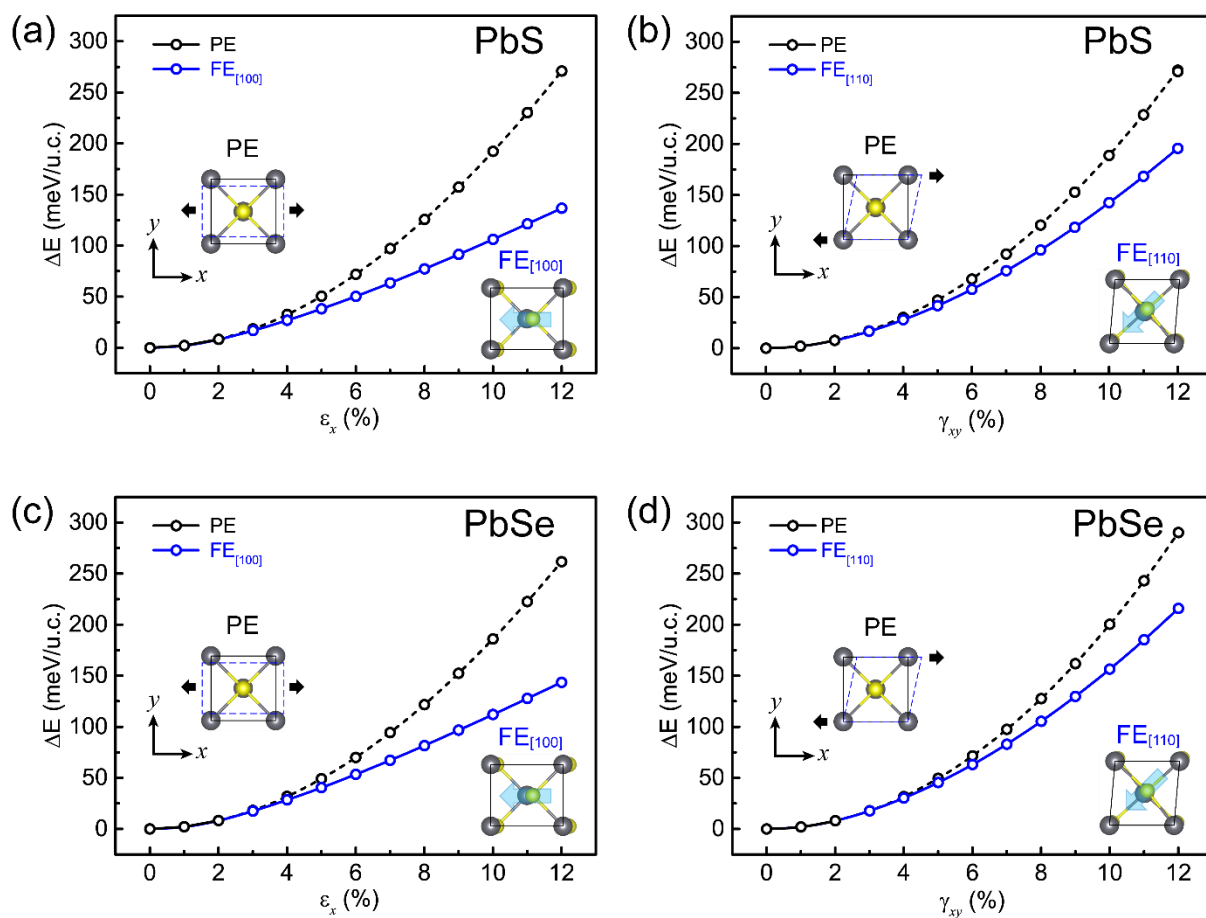 (a)
PbS
PE
FE[100]
300
250
200
150
100
50
0
ΔE (meV/u.c.)
PE
y
x
FE[100]
0 2 4 6 8 10 12
εx (%)
(b)
PbS
PE
FE[110]
300
250
200
150
100
50
0
ΔE (meV/u.c.)
PE
y
x
FE[110]
0 2 4 6 8 10 12
γxy (%)
(c)
PbSe
PE
FE[100]
300
250
200
150
100
50
0
ΔE (meV/u.c.)
PE
y
x
FE[100]
0 2 4 6 8 10 12
εx (%)
(d)
PbSe
PE
FE[110]
300
250
200
150
100
50
0
ΔE (meV/u.c.)
PE
y
x
FE[110]
0 2 4 6 8 10 12
γxy (%)